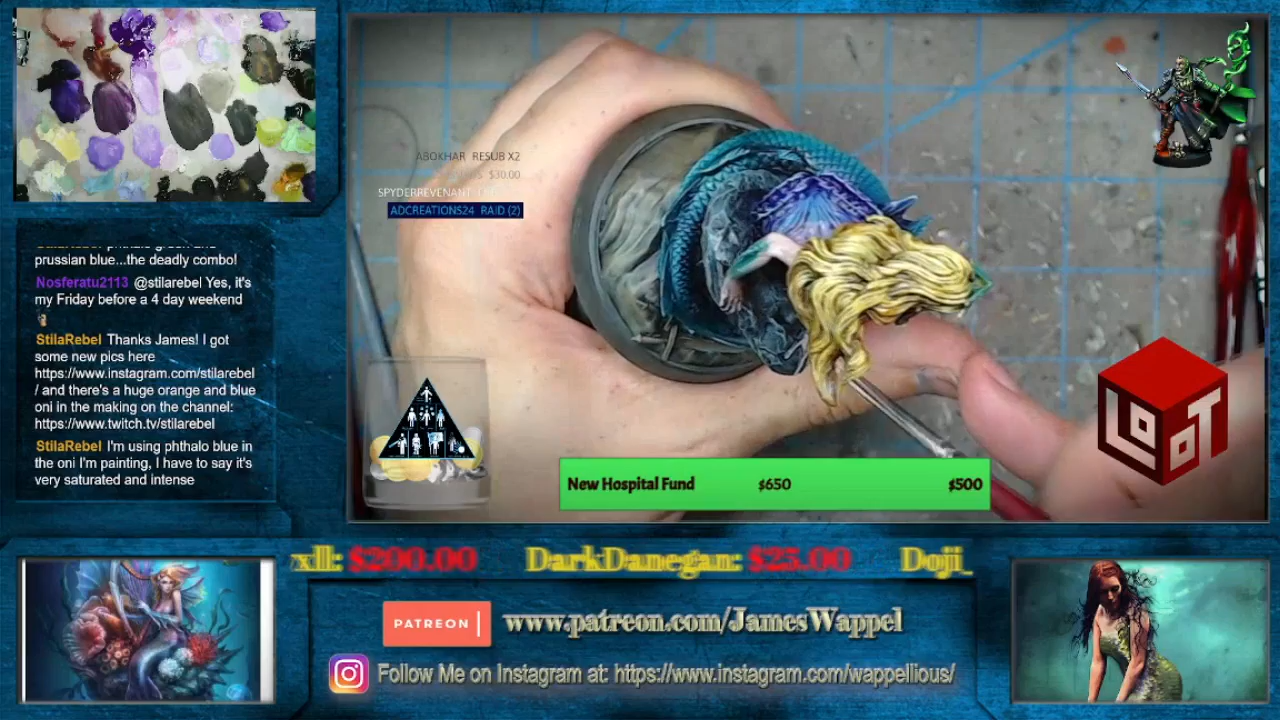 prussian blue...the deadly combo!
Nosferatu2113 @stilarebel Yes, it's
my Friday before a 4 day weekend
StilaRebel Thanks James! I got
some new pics here
https://www.instagram.com/stilarebel
/ and there's a huge orange and blue
oni in the making on the channel:
https://www.twitch.tv/stilarebel
StilaRebel I'm using phthalo blue in
the oni I'm painting, I have to say it's
very saturated and intense
ABOKHAR RESUB X2
$30.00
SPYDERREVENANT
ADCREATIONS24 RAID (2)
LOOT
New Hospital Fund $650 $500
xll: $200.00 DarkDanegan: $25.00 Doji_
PATREON www.patreon.com/JamesWappel
Follow Me on Instagram at: https://www.instagram.com/wappellious/